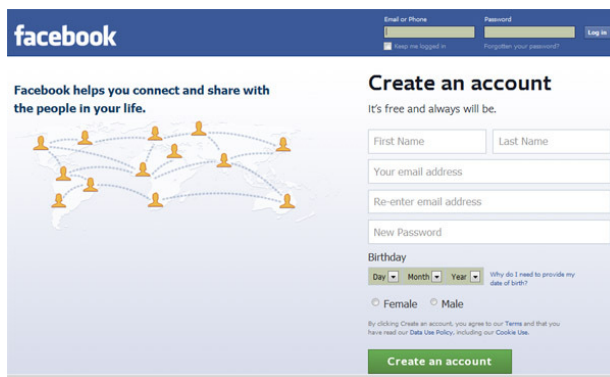 facebook
Email or Phone
Password
Keep me logged in
Forgotten your password?
Log in
Facebook helps you connect and share with
the people in your life.
Create an account
It's free and always will be.
First Name
Last Name
Your email address
Re-enter email address
New Password
Birthday
Day
Month
Year
Why do I need to provide my
date of birth?
Female
Male
By clicking Create an account, you agree to our Terms and that you
have read our Data Use Policy, including our Cookie Use.
Create an account